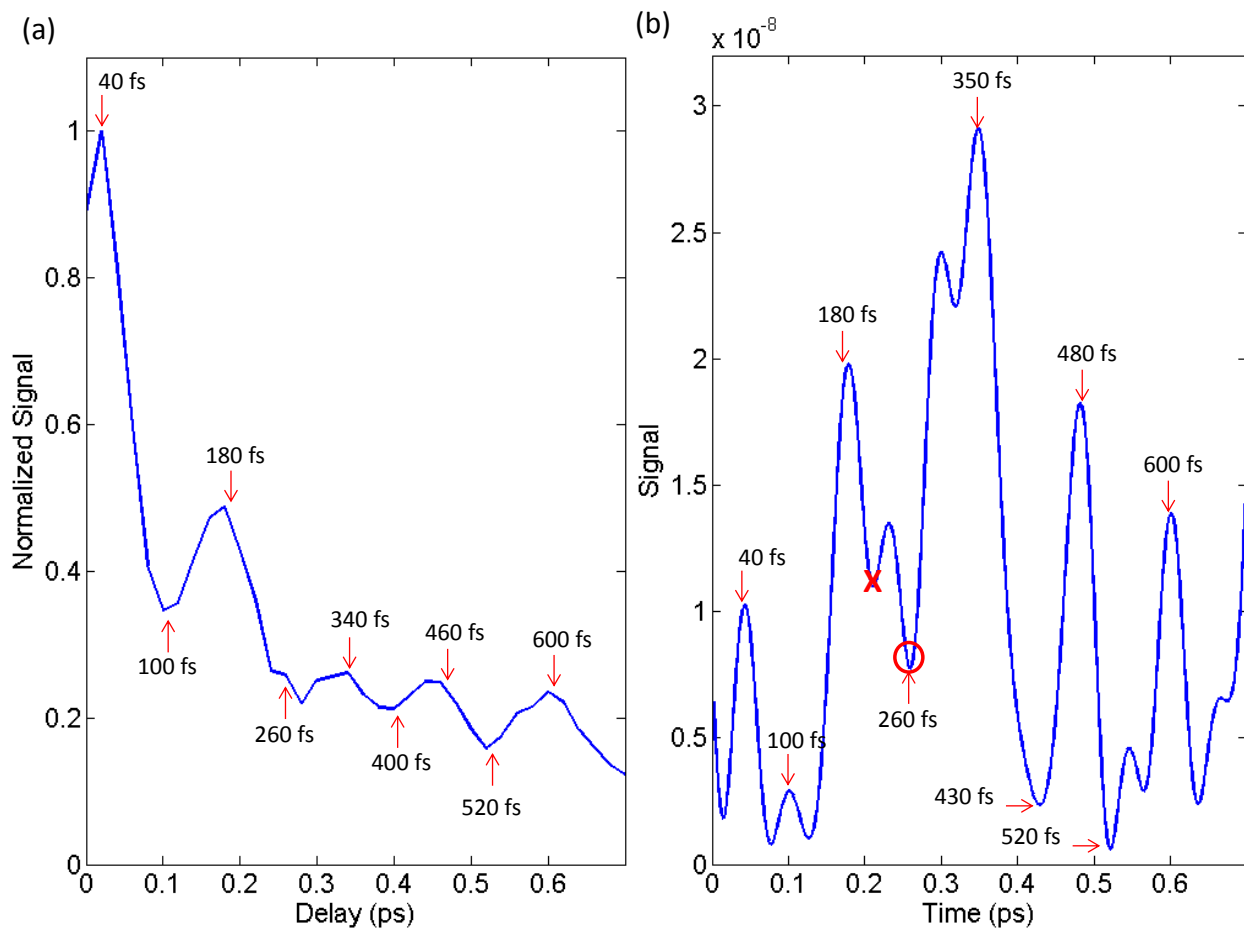 (a)
40 fs
1
0.8
0.6
0.4
0.2
0
180 fs
100 fs
260 fs
340 fs
400 fs
460 fs
520 fs
600 fs
0 0.1 0.2 0.3 0.4 0.5 0.6
Delay (ps)
Normalized Signal
(b)
x 10-8
3
2.5
2
1.5
1
0.5
0
40 fs
100 fs
180 fs
X
260 fs
350 fs
430 fs
480 fs
520 fs
600 fs
0 0.1 0.2 0.3 0.4 0.5 0.6
Time (ps)
Signal